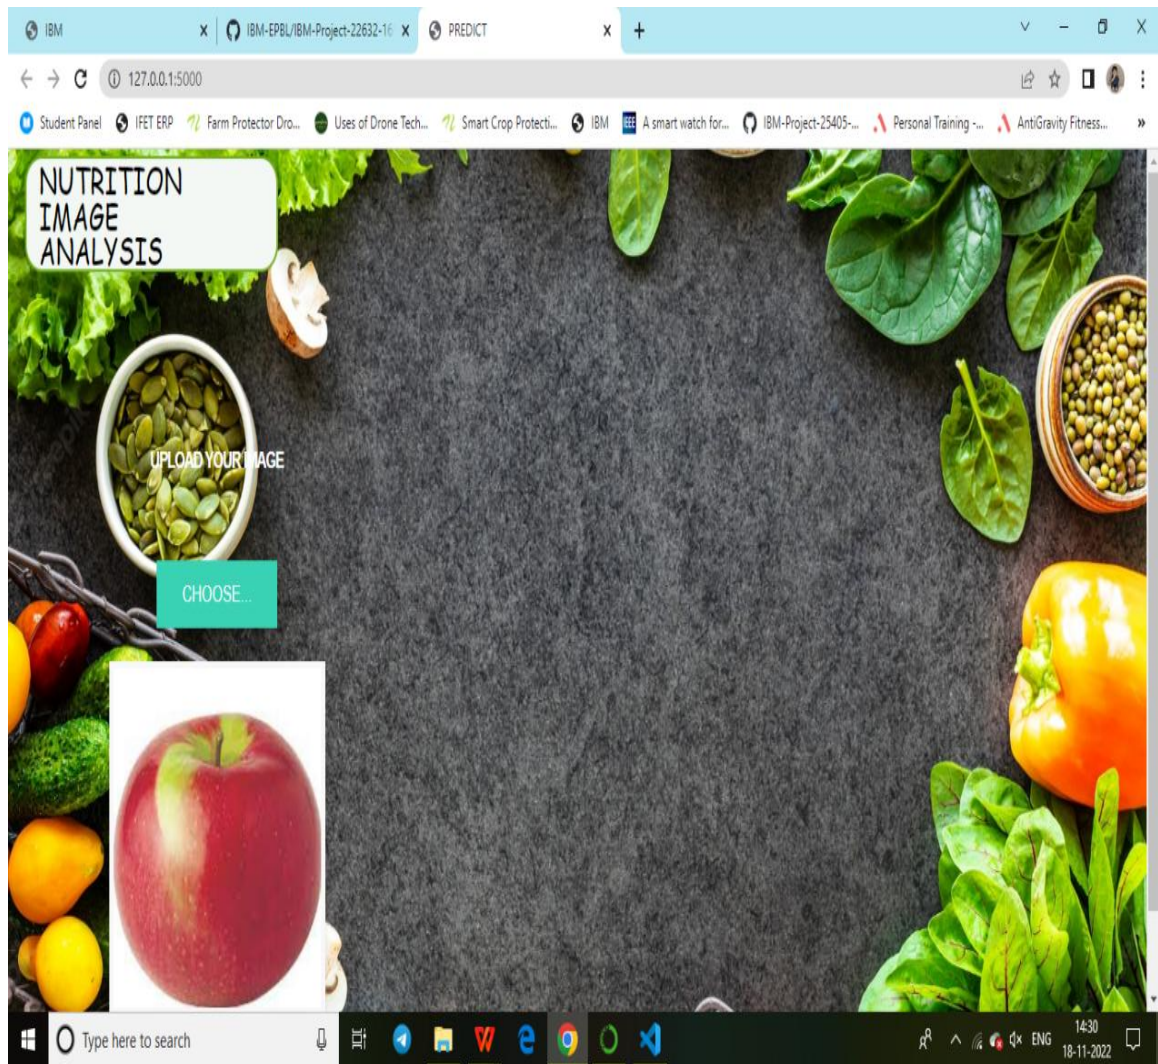 IBM
IBM-EPBL/IBM-Project-22632-16
PREDICT
127.0.0.1:5000
Student Panel IFET ERP Farm Protector Dro... Uses of Drone Tech... Smart Crop Protecti... IBM IEEE A smart watch for... IBM-Project-25405-... Personal Training -... AntiGravity Fitness... »
NUTRITION
IMAGE
ANALYSIS
UPLOAD YOUR IMAGE
CHOOSE...
Type here to search
ENG
14:30
18-11-2022